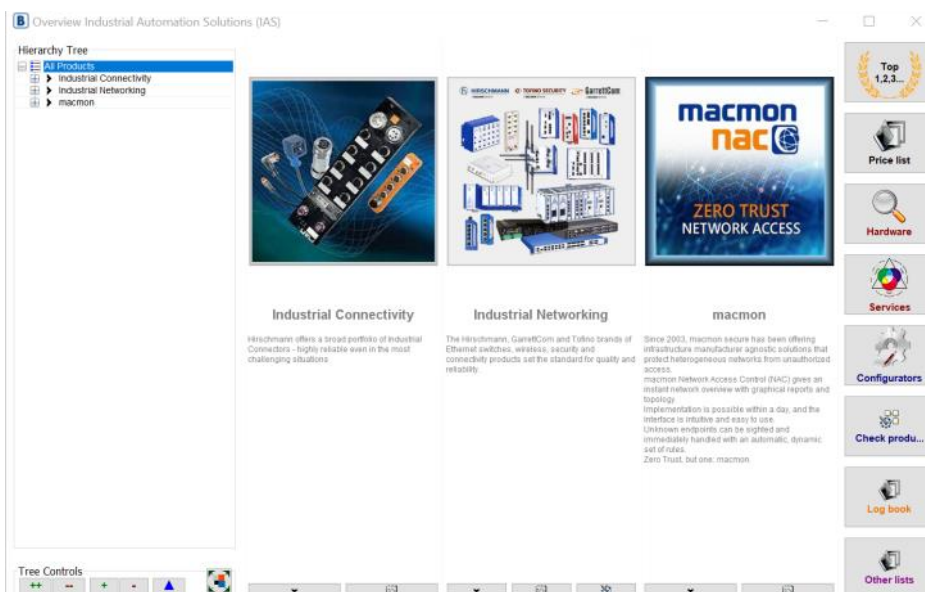 B Overview Industrial Automation Solutions (IAS)
Hierarchy Tree
All Products
Industrial Connectivity
Industrial Networking
macmon
Tree Controls
++ -- + -
HIRSCHMANN TOFINO SECURITY GarrettCom
macmon
nac
ZERO TRUST
NETWORK ACCESS
Industrial Connectivity
Hirschmann offers a broad portfolio of Industrial
Connectors - highly reliable even in the most
challenging situations
Industrial Networking
The Hirschmann, GarrettCom and Tofino brands of
Ethernet switches, wireless, security and
connectivity products set the standard for quality and
reliability.
macmon
Since 2003, macmon secure has been offering
infrastructure manufacturer agnostic solutions that
protect heterogeneous networks from unauthorized
access.
macmon Network Access Control (NAC) gives an
instant network overview with graphical reports and
topology.
Implementation is possible within a day, and the
interface is intuitive and easy to use.
Unknown endpoints can be sighted and
immediately handled with an automatic, dynamic
set of rules.
Zero Trust, but one: macmon
Top
1,2,3...
Price list
Hardware
Services
Configurators
Check produ...
Log book
Other lists